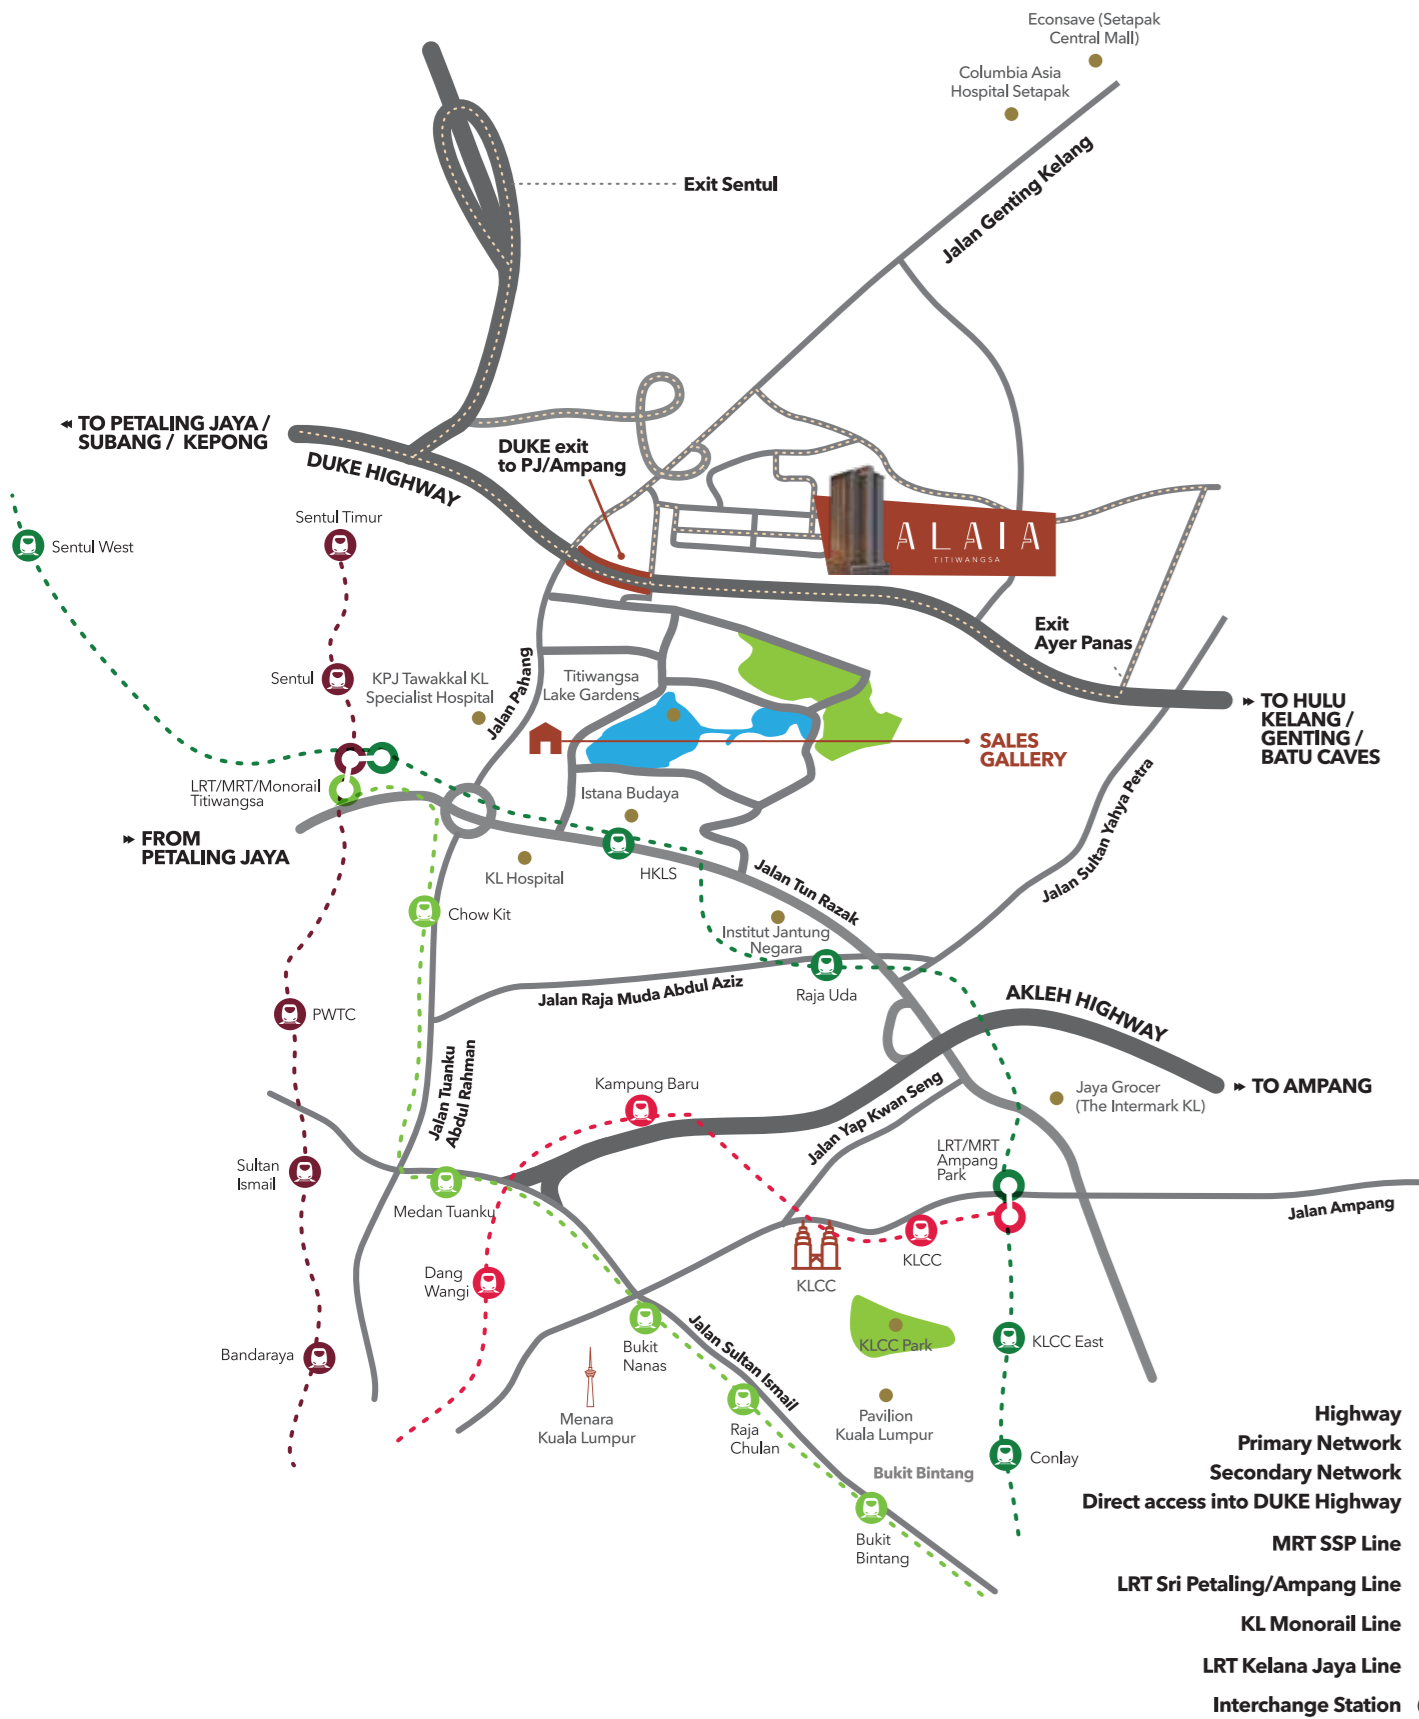 Econsave (Setapak
Central Mall)
Columbia Asia
Hospital Setapak
Jalan Genting Kelang
Exit Sentul
TO PETALING JAYA /
SUBANG / KEPONG
DUKE HIGHWAY
DUKE exit
to PJ/Ampang
Sentul West
Sentul Timur
ALAIA
TITIWANGSA
Exit
Ayer Panas
Sentul
KPJ Tawakkal KL
Specialist Hospital
Jalan Pahang
Titiwangsa
Lake Gardens
TO HULU
KELANG /
GENTING /
BATU CAVES
SALES
GALLERY
LRT/MRT/Monorail
Titiwangsa
Istana Budaya
Jalan Sultan Yahya Petra
FROM
PETALING JAYA
KL Hospital
HKLS
Jalan Tun Razak
Chow Kit
Institut Jantung
Negara
Raja Uda
Jalan Raja Muda Abdul Aziz
PWTC
AKLEH HIGHWAY
Jalan Tuanku
Abdul Rahman
Kampung Baru
Jalan Yap Kwan Seng
Jaya Grocer
(The Intermark KL)
TO AMPANG
Sultan
Ismail
LRT/MRT
Ampang
Park
Medan Tuanku
Jalan Ampang
Dang
Wangi
KLCC
KLCC
Bandaraya
Bukit
Nanas
Jalan Sultan Ismail
KLCC Park
KLCC East
Menara
Kuala Lumpur
Raja
Chulan
Pavilion
Kuala Lumpur
Bukit Bintang
Conlay
Bukit
Bintang
Highway
Primary Network
Secondary Network
Direct access into DUKE Highway
MRT SSP Line
LRT Sri Petaling/Ampang Line
KL Monorail Line
LRT Kelana Jaya Line
Interchange Station